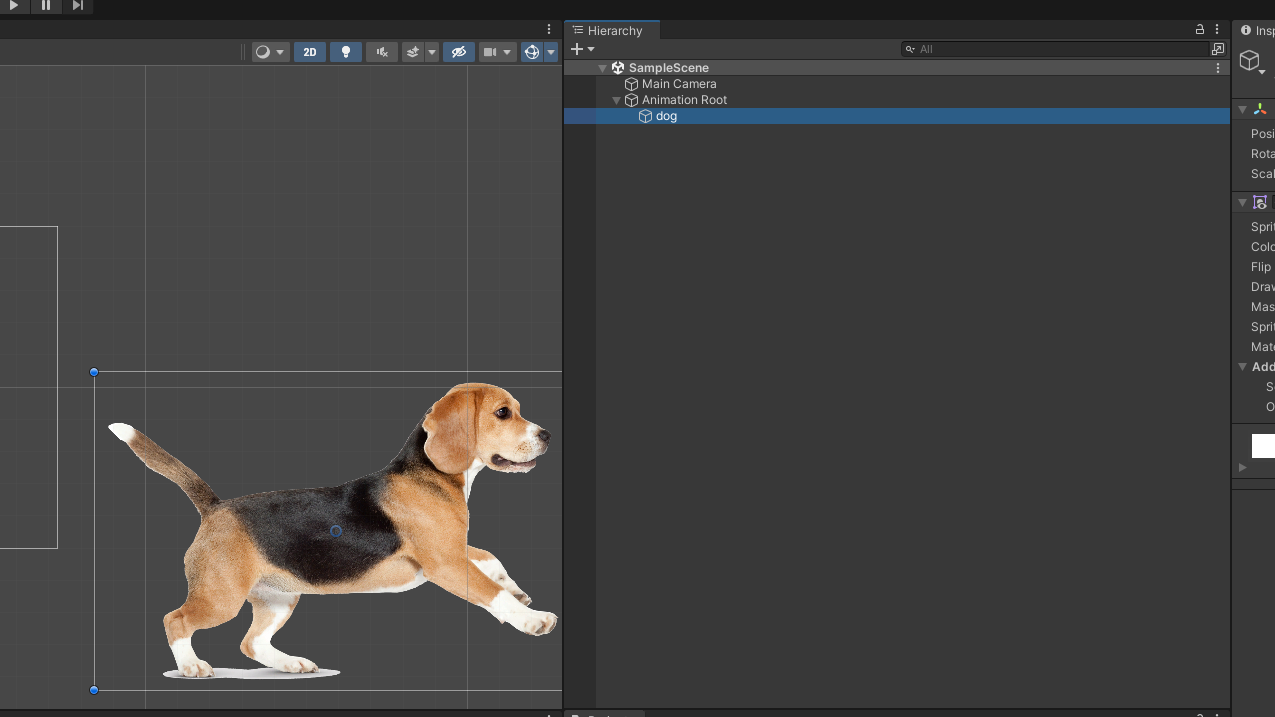 Hierarchy
2D
All
SampleScene
Main Camera
Animation Root
dog
Insp
Posi
Rota
Scal
Sprit
Colo
Flip
Draw
Mas
Sprit
Mate
Add
S
O